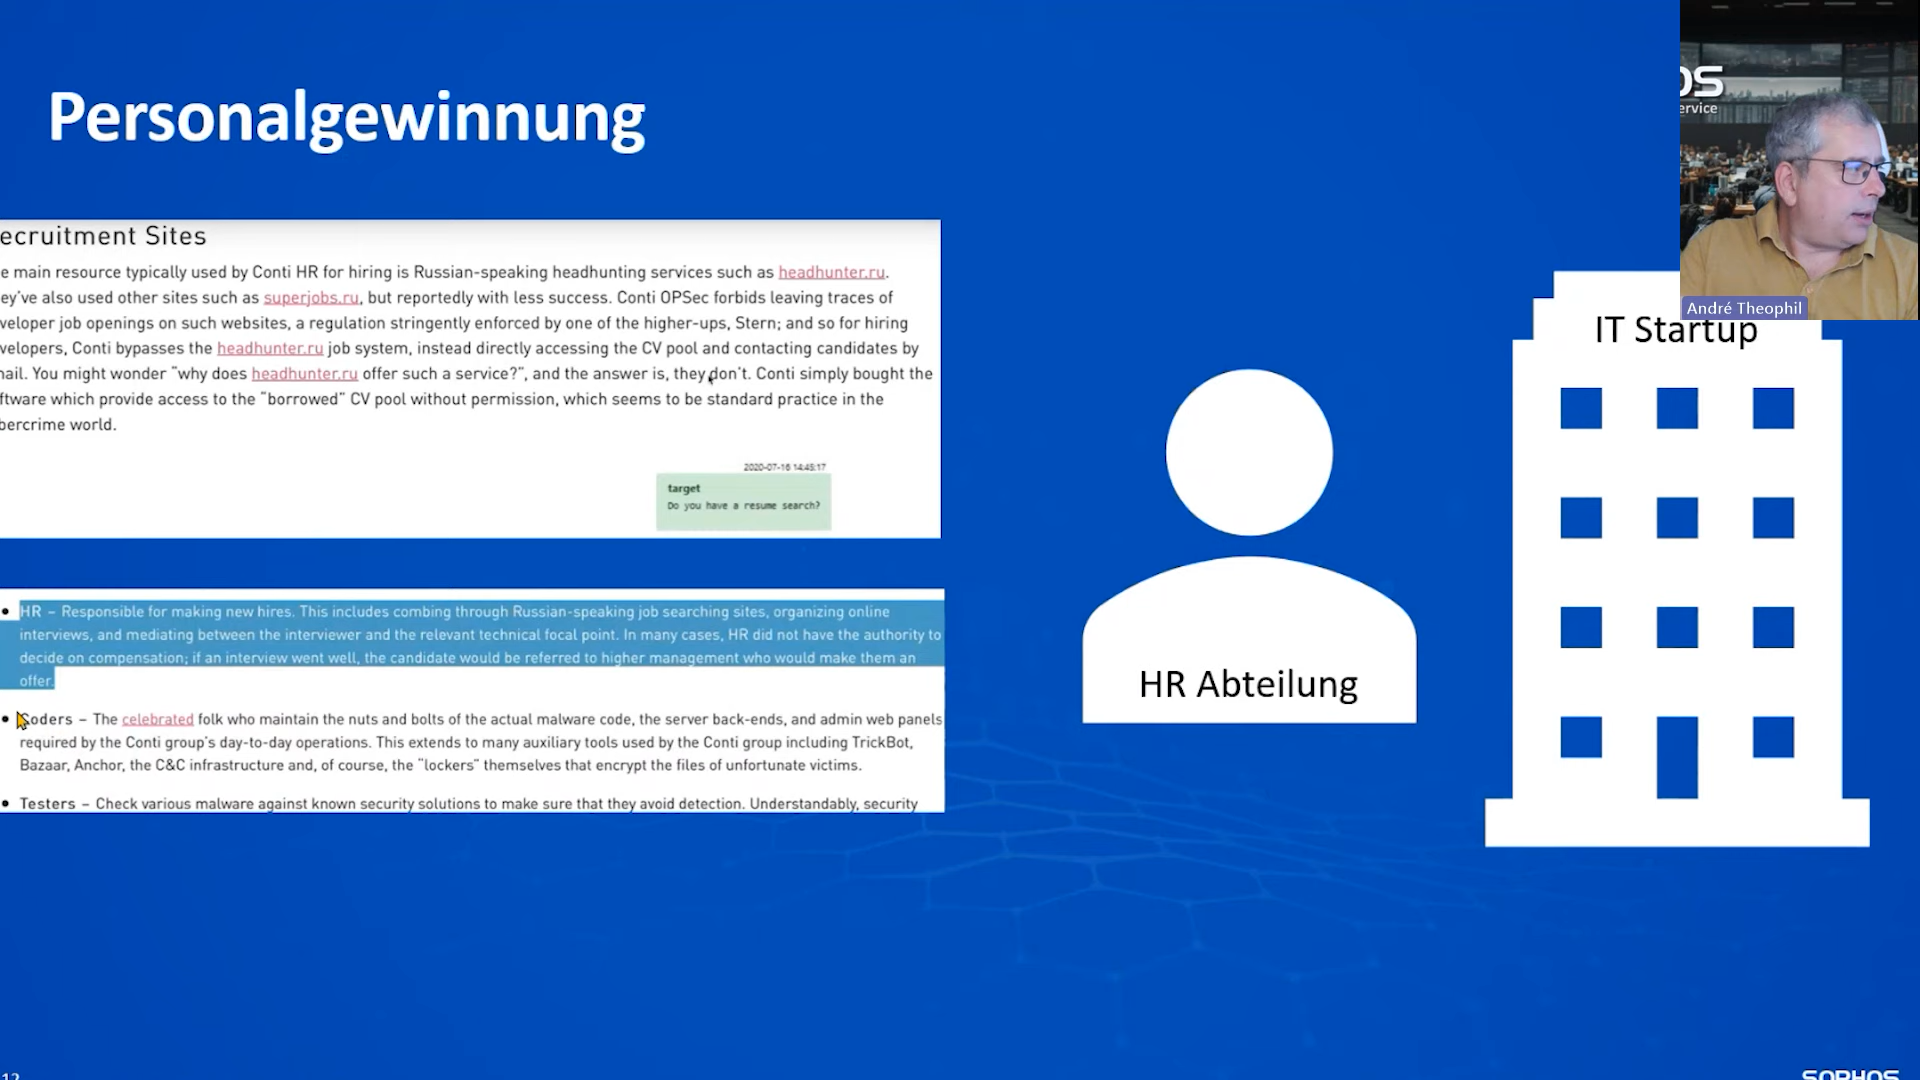 Personalgewinnung
ecruitment Sites
e main resource typically used by Conti HR for hiring is Russian-speaking headhunting services such as headhunter.ru.
ey've also used other sites such as superjobs.ru, but reportedly with less success. Conti OPSec forbids leaving traces of
veloper job openings on such websites, a regulation stringently enforced by one of the higher-ups, Stern; and so for hiring
velopers, Conti bypasses the headhunter.ru job system, instead directly accessing the CV pool and contacting candidates by
nail. You might wonder "why does headhunter.ru offer such a service?", and the answer is, they don't. Conti simply bought the
ftware which provide access to the "borrowed" CV pool without permission, which seems to be standard practice in the
bercrime world.
2020-07-16 14:45:17
target
Do you have a resume search?
• HR – Responsible for making new hires. This includes combing through Russian-speaking job searching sites, organizing online
interviews, and mediating between the interviewer and the relevant technical focal point. In many cases, HR did not have the authority to
decide on compensation; if an interview went well, the candidate would be referred to higher management who would make them an
offer.
• Coders – The celebrated folk who maintain the nuts and bolts of the actual malware code, the server back-ends, and admin web panels
required by the Conti group's day-to-day operations. This extends to many auxiliary tools used by the Conti group including TrickBot,
Bazaar, Anchor, the C&C infrastructure and, of course, the "lockers" themselves that encrypt the files of unfortunate victims.
• Testers – Check various malware against known security solutions to make sure that they avoid detection. Understandably, security
HR Abteilung
IT Startup
OS
ervice
André Theophil
12
SOPHOS